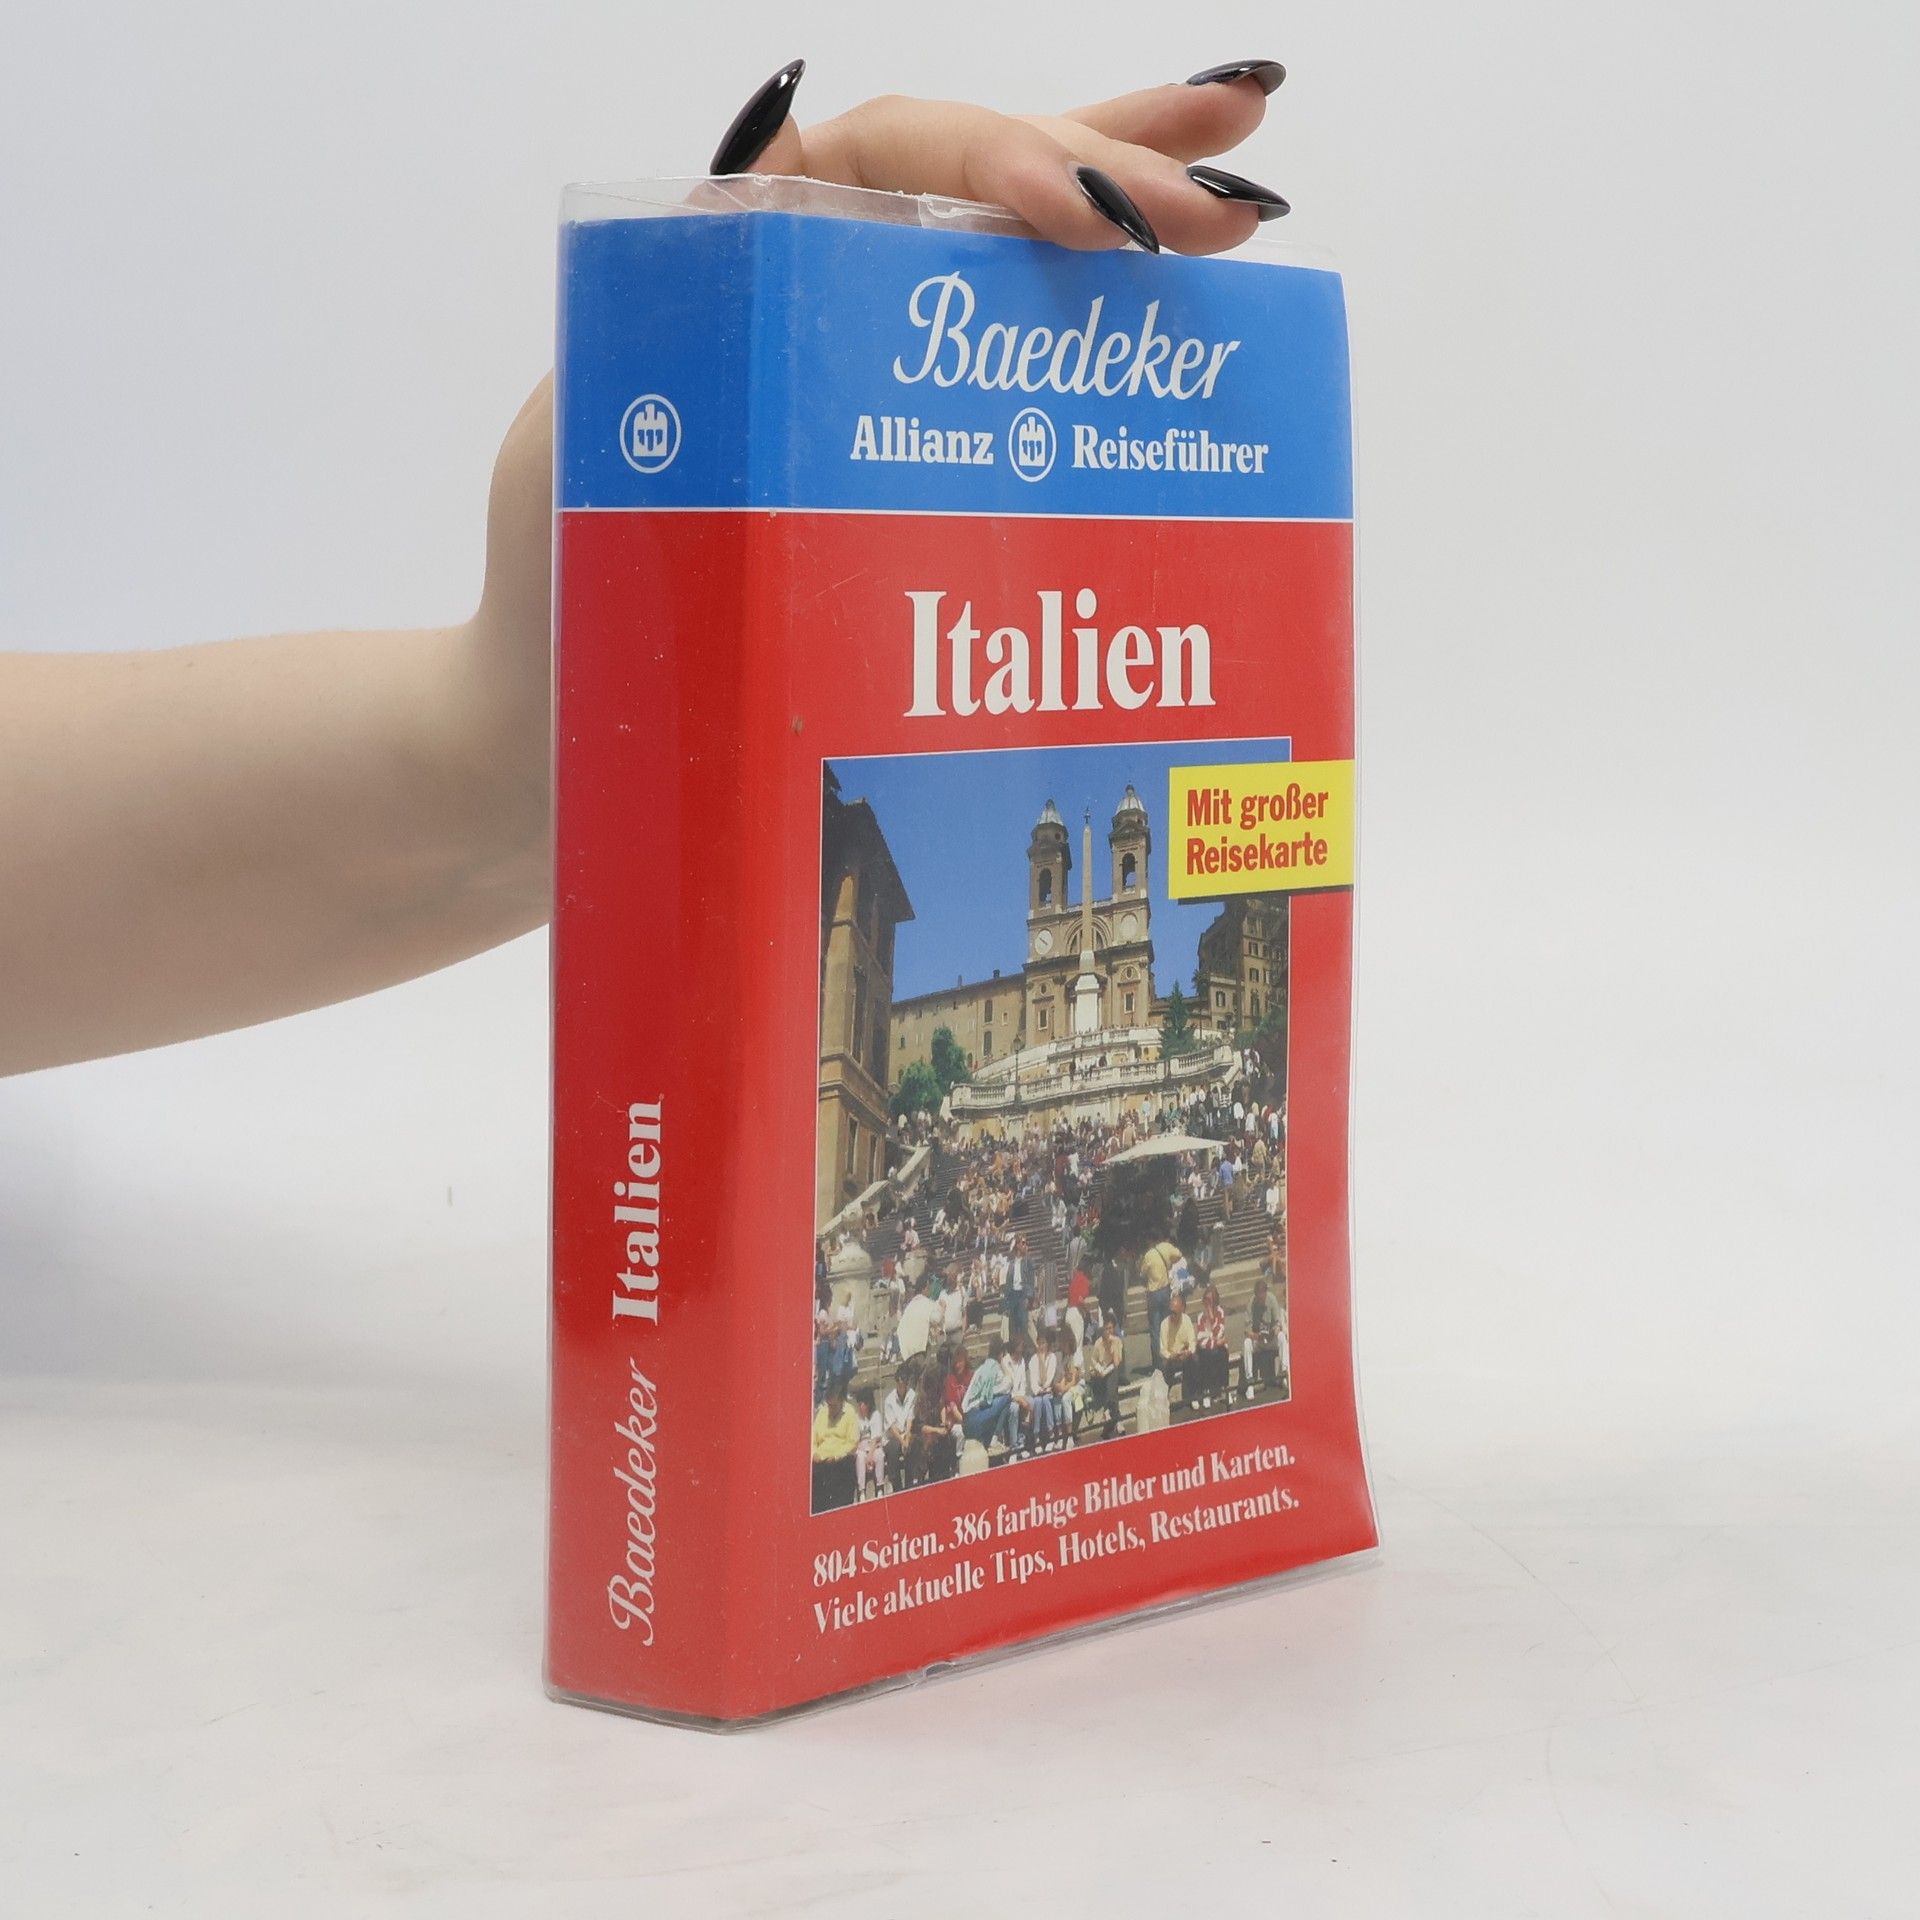 Baedeker
Allianz Reiseführer
Italien
Mit großer
Reisekarte
804 Seiten. 386 farbige Bilder und Karten.
Viele aktuelle Tips, Hotels, Restaurants.
Baedeker Italien